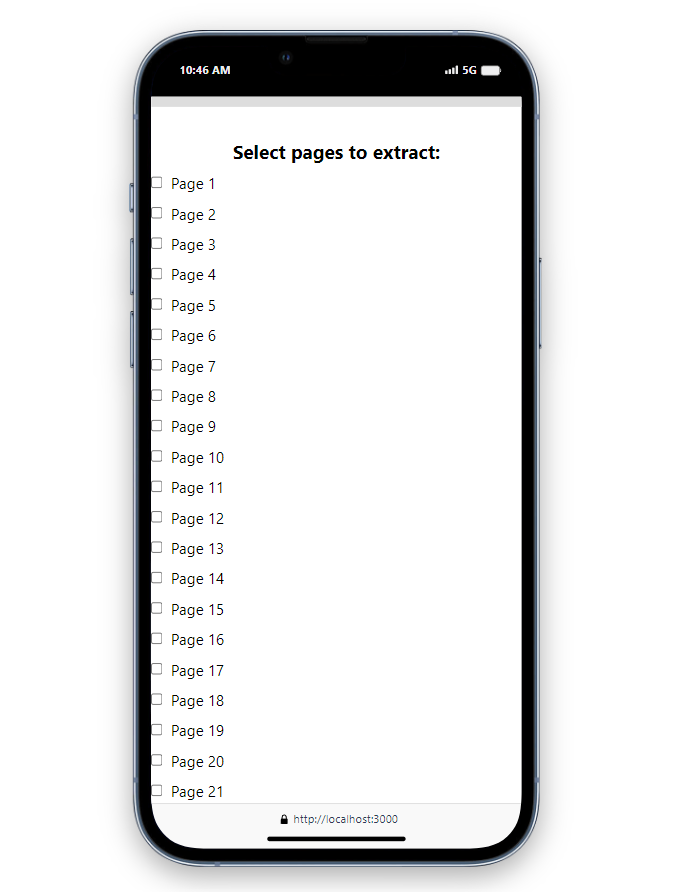 10:46 AM 5G
Select pages to extract:
Page 1
Page 2
Page 3
Page 4
Page 5
Page 6
Page 7
Page 8
Page 9
Page 10
Page 11
Page 12
Page 13
Page 14
Page 15
Page 16
Page 17
Page 18
Page 19
Page 20
Page 21
http://localhost:3000